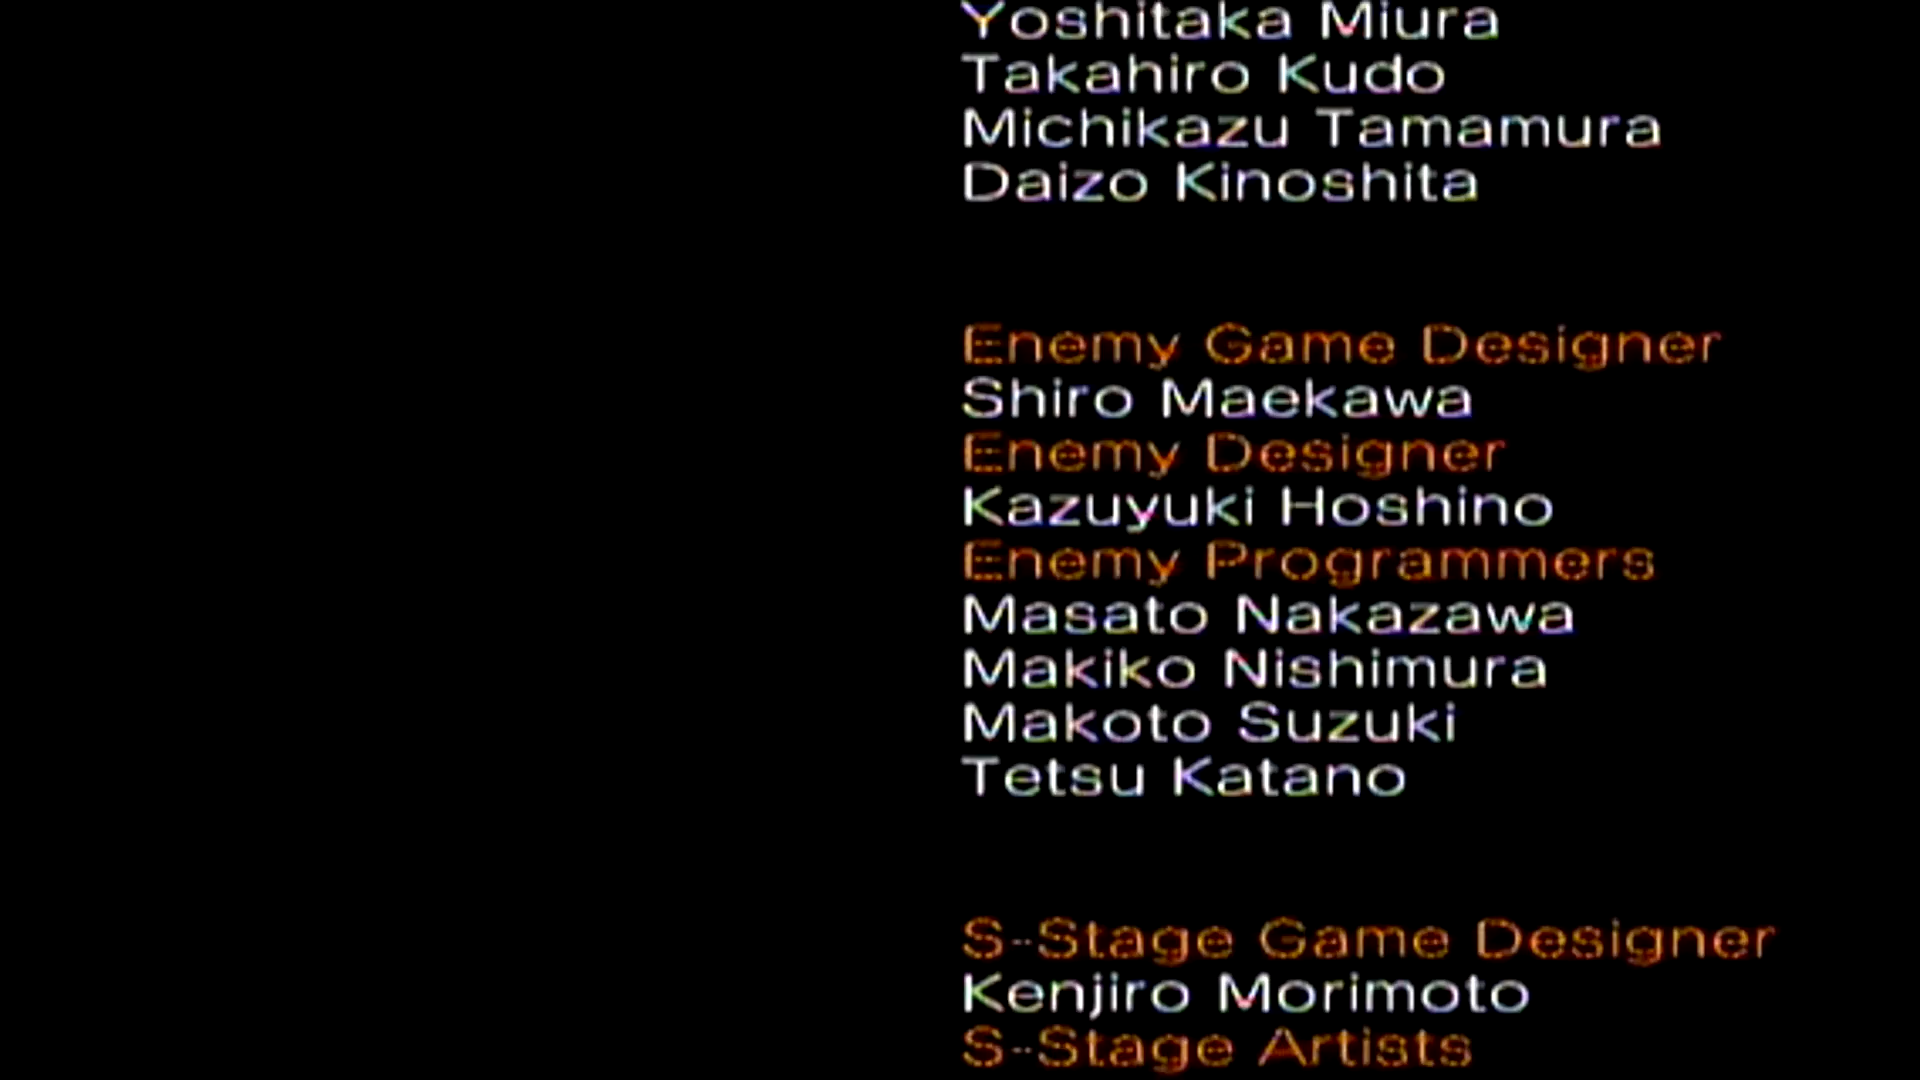 Yoshitaka Miura
Takahiro Kudo
Michikazu Tamamura
Daizo Kinoshita
Enemy Game Designer
Shiro Maekawa
Enemy Designer
Kazuyuki Hoshino
Enemy Programmers
Masato Nakazawa
Makiko Nishimura
Makoto Suzuki
Tetsu Katano
S-Stage Game Designer
Kenjiro Morimoto
S-Stage Artists